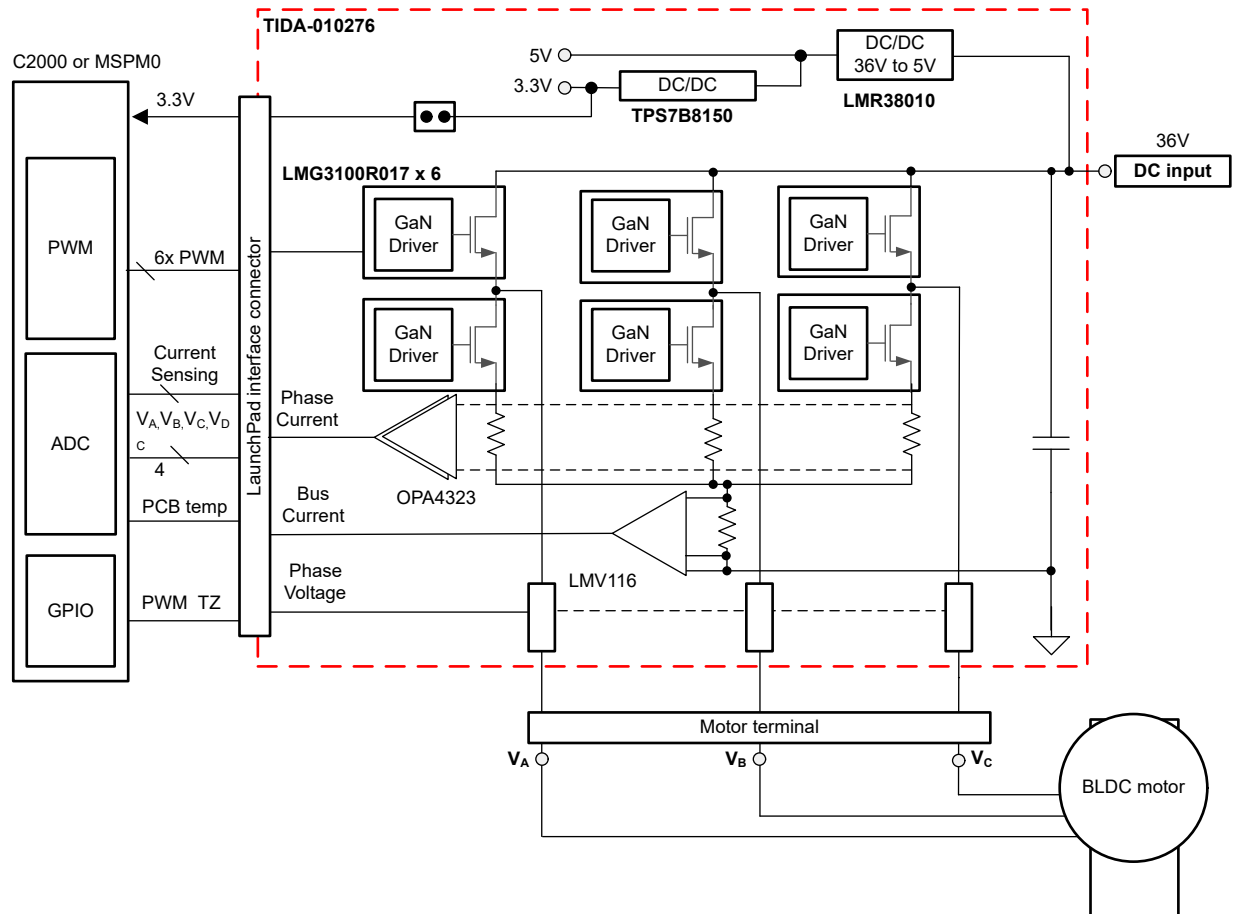 TIDA-010276
C2000 or MSPM0
5V
DC/DC
36V to 5V
3.3V
DC/DC
LMR38010
TPS7B8150
3.3V
36V
DC input
LMG3100R017 x 6
GaN
Driver
GaN
Driver
GaN
Driver
PWM
6x PWM
LaunchPad interface connector
GaN
Driver
GaN
Driver
GaN
Driver
Current
Sensing
Phase
Current
VA,VB,VC,VD
C
4
ADC
OPA4323
PCB temp
Bus
Current
LMV116
Phase
Voltage
GPIO
PWM TZ
Motor terminal
VA
VB
VC
BLDC motor